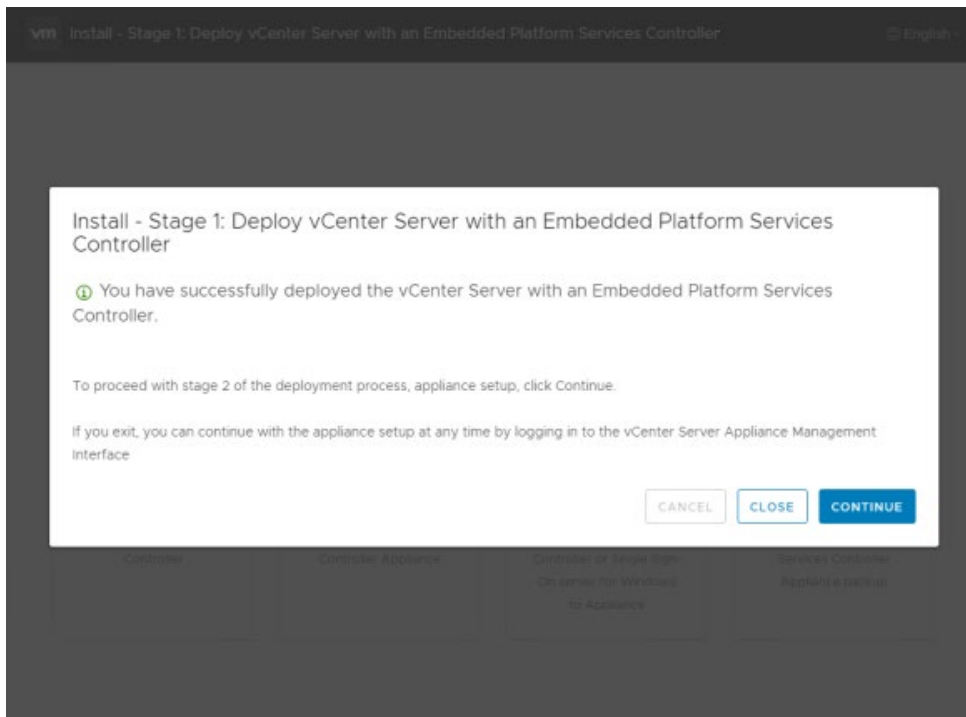 vm Install - Stage 1: Deploy vCenter Server with an Embedded Platform Services Controller
English
Install - Stage 1: Deploy vCenter Server with an Embedded Platform Services
Controller
You have successfully deployed the vCenter Server with an Embedded Platform Services
Controller.
To proceed with stage 2 of the deployment process, appliance setup, click Continue.
If you exit, you can continue with the appliance setup at any time by logging in to the vCenter Server Appliance Management
Interface
CANCEL CLOSE CONTINUE
Controller Controller Appliance Controller or Single Sign- Services Controller
On server for Windows Appliance backup
to Appliance